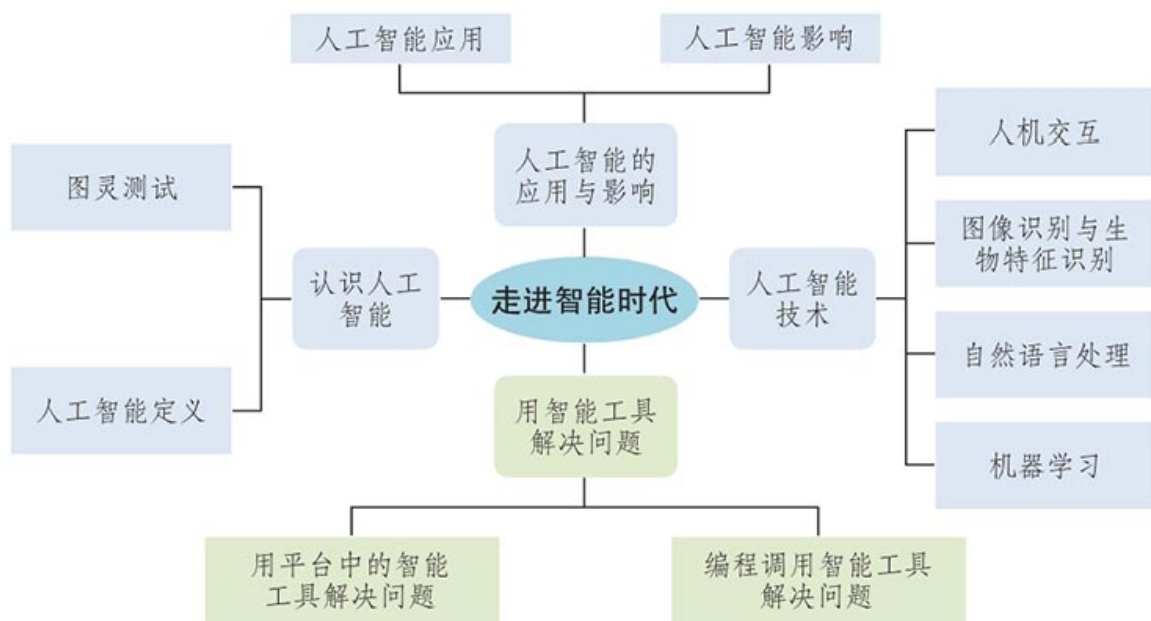 人工智能应用
人工智能影响
人工智能的
应用与影响
人机交互
图灵测试
图像识别与生
物特征识别
认识人工
智能
走进智能时代
人工智能
技术
自然语言处理
人工智能定义
用智能工具
解决问题
机器学习
用平台中的智能
工具解决问题
编程调用智能工具
解决问题